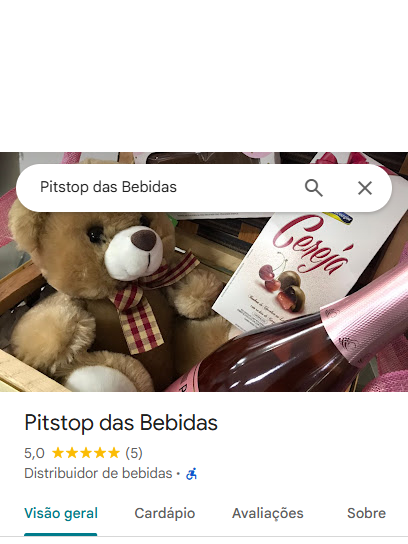 Pitstop das Bebidas
Cereja
Pitstop das Bebidas
5,0 (5)
Distribuidor de bebidas ·
Visão geral Cardápio Avaliações Sobre